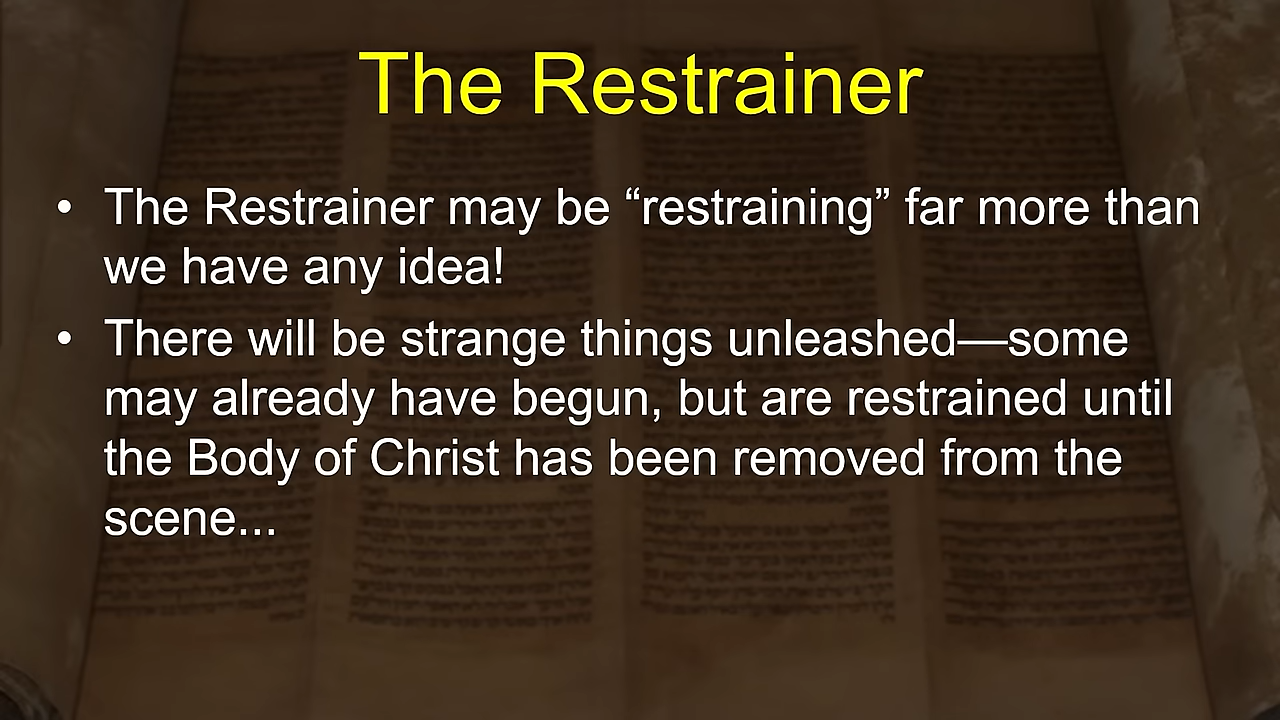 The Restrainer
• The Restrainer may be “restraining” far more than
we have any idea!
• There will be strange things unleashed—some
may already have begun, but are restrained until
the Body of Christ has been removed from the
scene...